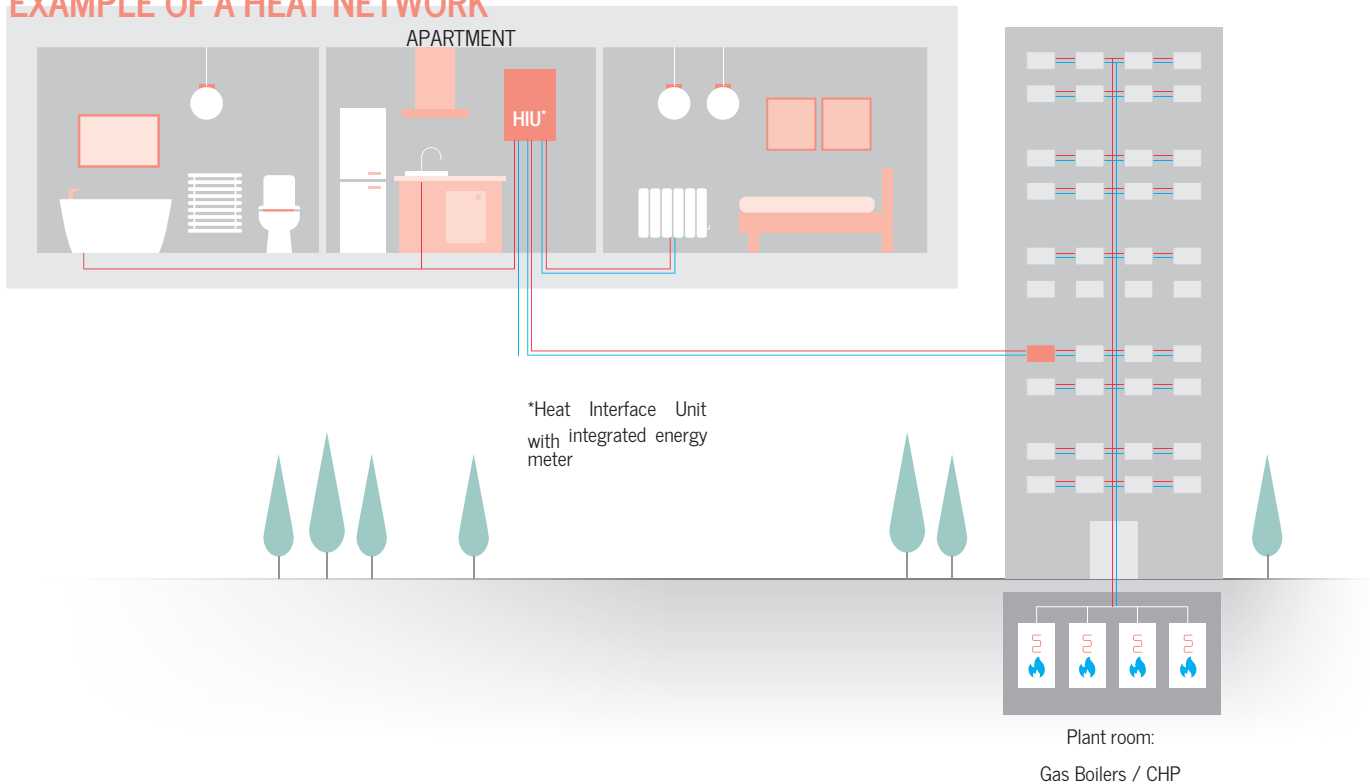 EXAMPLE OF A HEAT NETWORK
APARTMENT
HIU*
*Heat Interface Unit
with integrated energy
meter
Plant room:
Gas Boilers / CHP